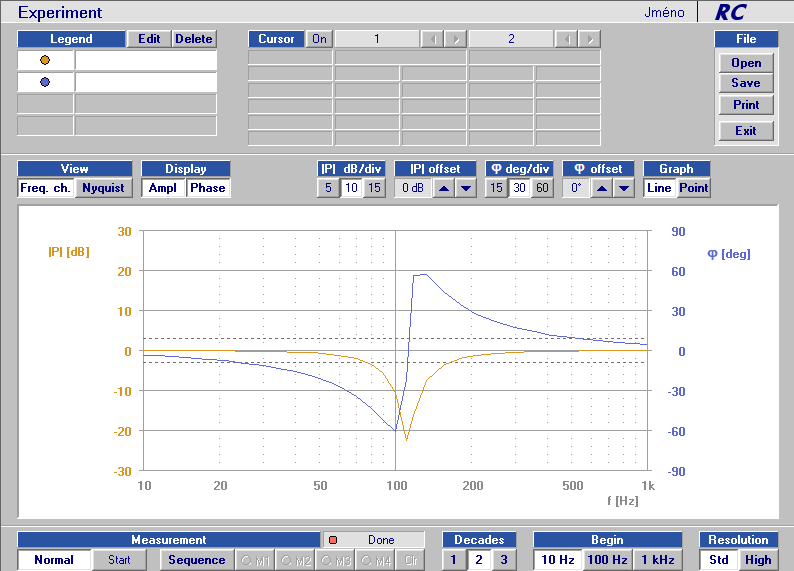 Experiment Jméno RC
Legend Edit Delete Cursor On 1 2 File
Open
Save
Print
Exit
View Display |P| dB/div |P| offset φ deg/div φ offset Graph
Freq. ch. Nyquist Ampl Phase 5 10 15 0 dB 15 30 60 0° Line Point
|P| [dB] φ [deg]
30 90
20 60
10 30
0 0
-10 -30
-20 -60
-30 -90
10 20 50 100 200 500 1k
f [Hz]
Measurement Done Decades Begin Resolution
Normal Start Sequence M1 M2 M3 M4 Clr 1 2 3 10 Hz 100 Hz 1 kHz Std High